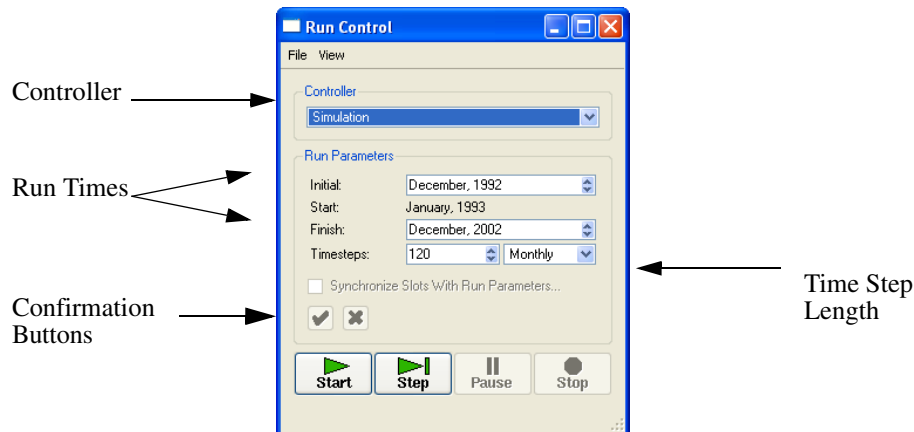 Run Control
File View
Controller
Controller
Simulation
Run Parameters
Run Times
Initial: December, 1992
Start: January, 1993
Finish: December, 2002
Timesteps: 120 Monthly
Time Step
Length
Synchronize Slots With Run Parameters...
Confirmation
Buttons
Start Step Pause Stop